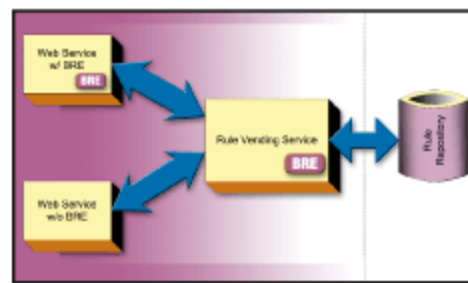 Web Service
w/ BRE
BRE
Rule Vending Service
BRE
Rule
Repository
Web Service
w/o BRE